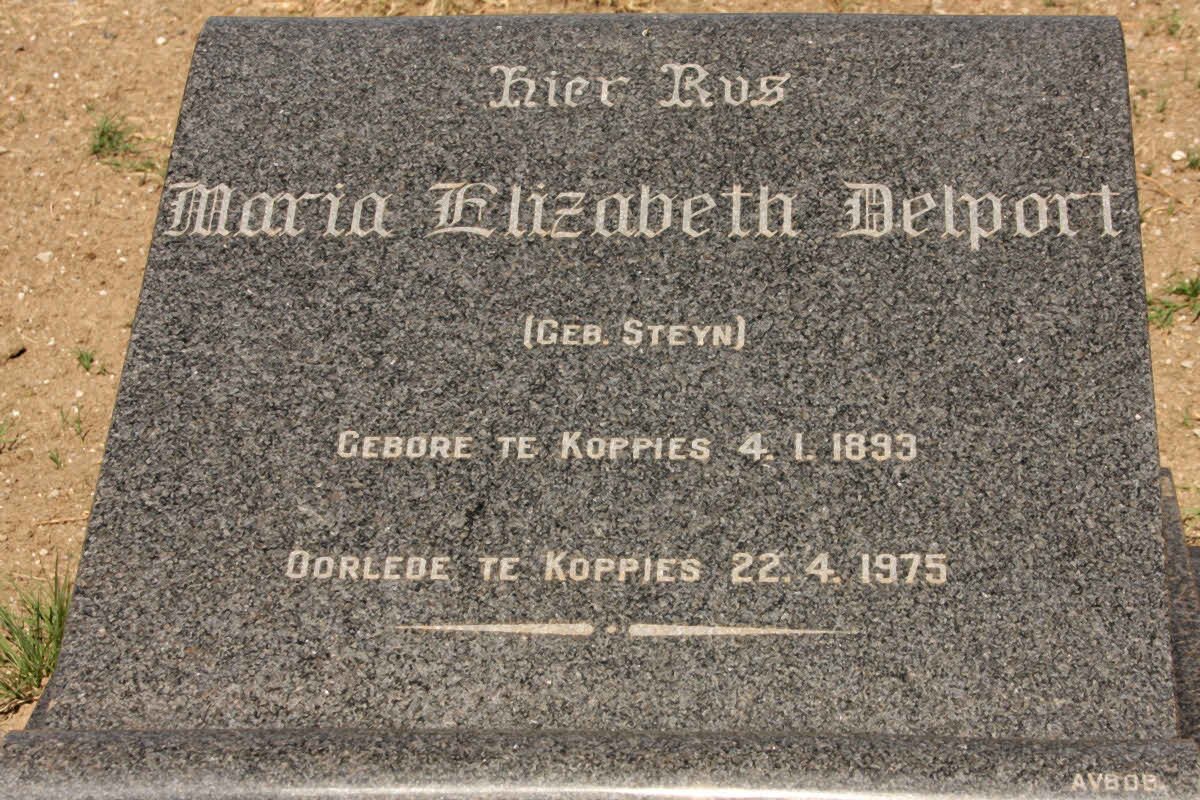 Hier Rus
Maria Elizabeth Delport
(GEB. STEYN)
GEBORE TE KOPPIES 4. 1. 1893
OORLEDE TE KOPPIES 22. 4. 1975
AVBOB